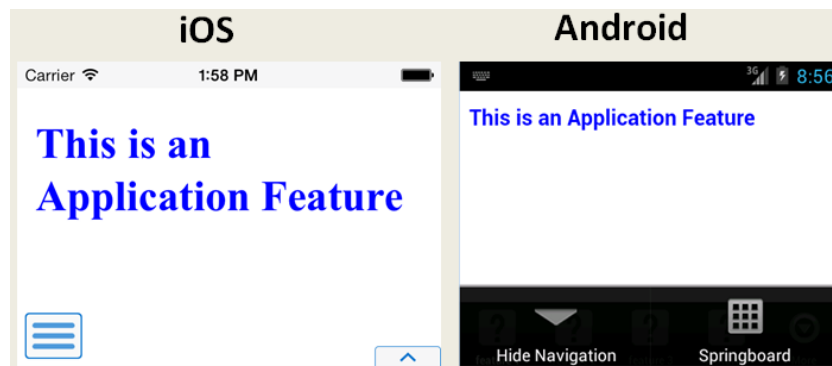 iOS
Android
Carrier
1:58 PM
3G
8:56
This is an
Application Feature
This is an Application Feature
Hide Navigation
Springboard